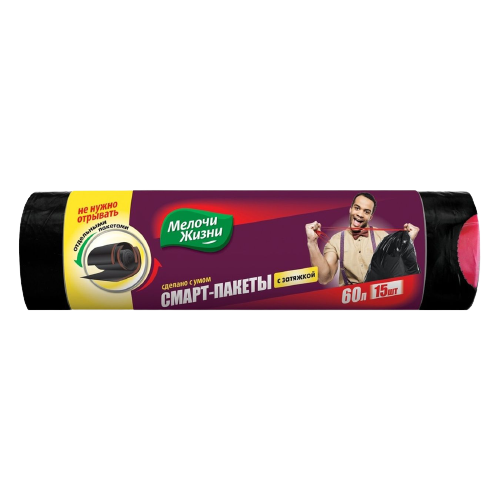 не нужно
отрывать
отдельными пакетами
Мелочи
Жизни
сделано с умом
СМАРТ-ПАКЕТЫ
с затяжкой
60л 15шт